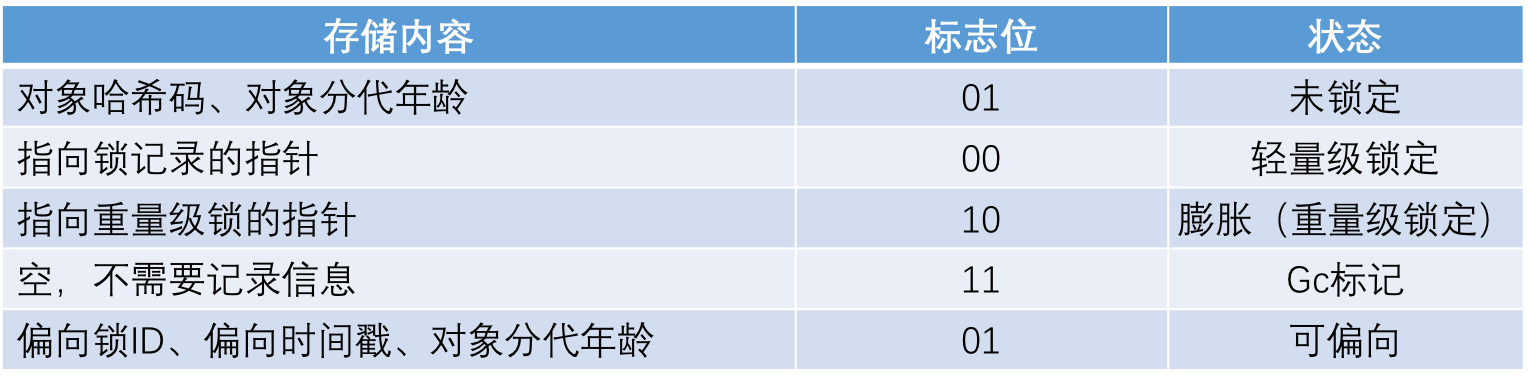 存储内容 标志位 状态
对象哈希码、对象分代年龄 01 未锁定
指向锁记录的指针 00 轻量级锁定
指向重量级锁的指针 10 膨胀（重量级锁定）
空，不需要记录信息 11 Gc标记
偏向锁ID、偏向时间戳、对象分代年龄 01 可偏向